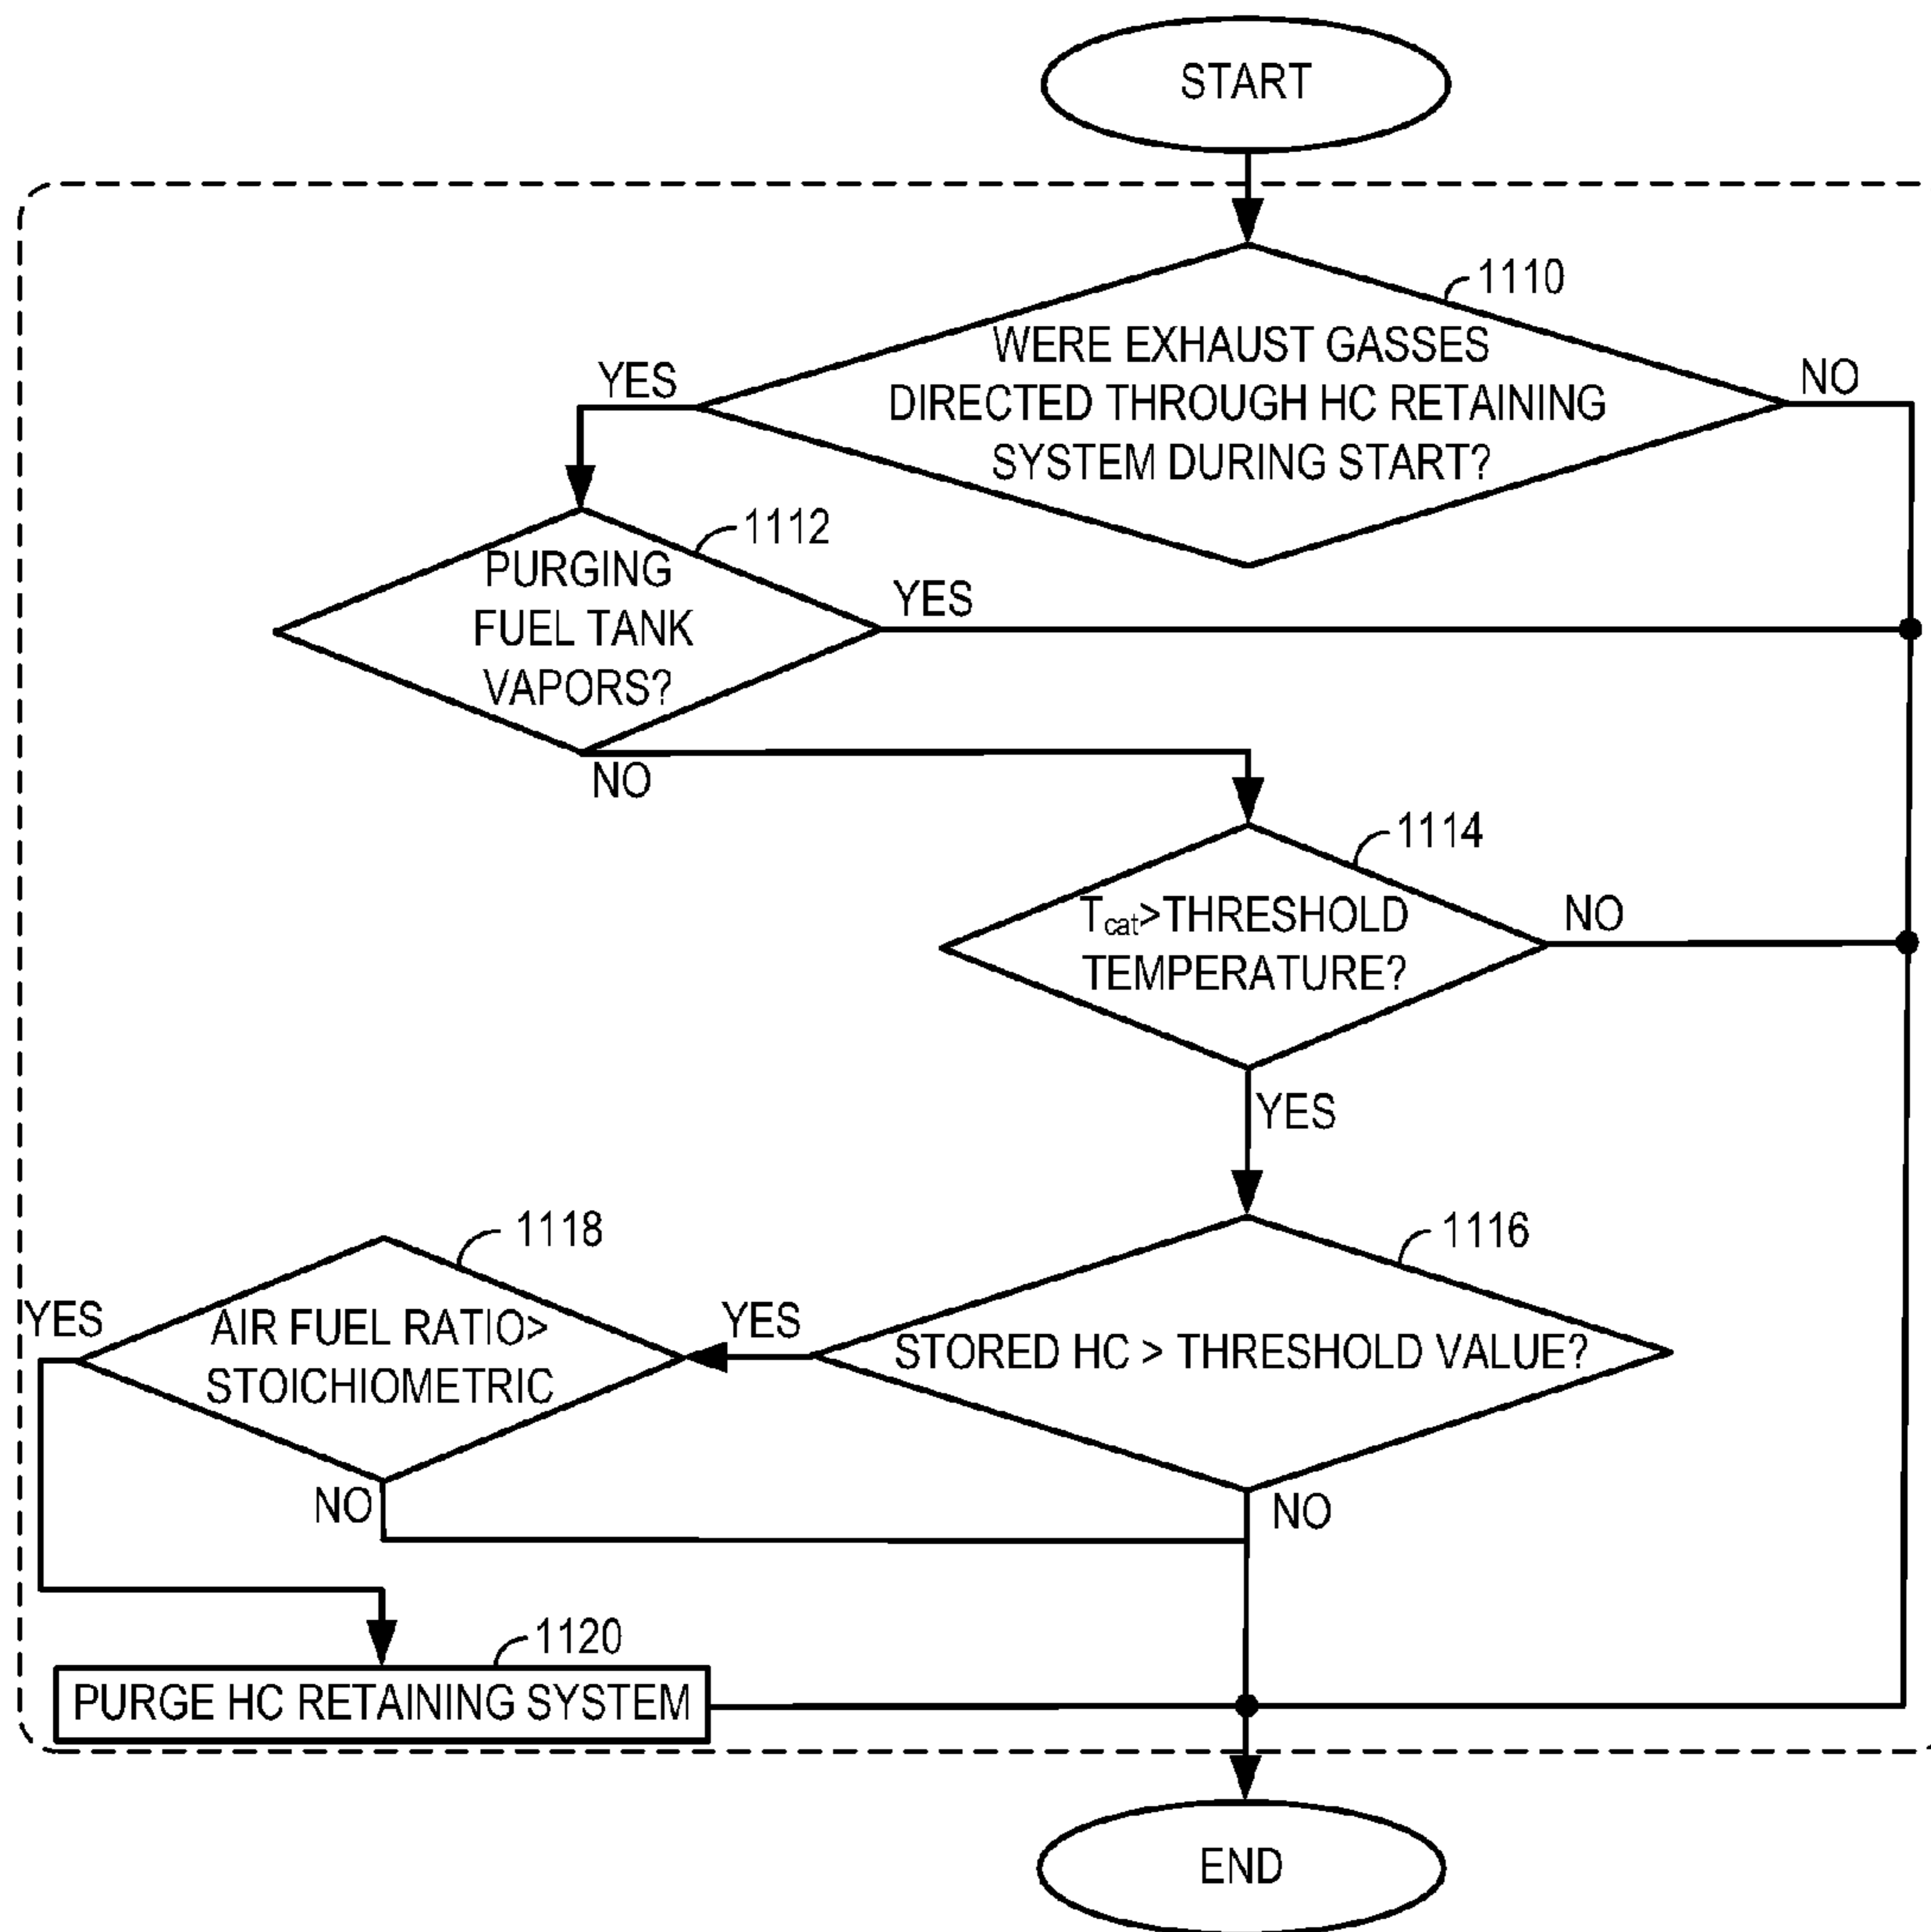 START
1110
WERE EXHAUST GASSES
DIRECTED THROUGH HC RETAINING
SYSTEM DURING START?
YES
NO
1112
PURGING
FUEL TANK
VAPORS?
YES
NO
1114
Tcat>THRESHOLD
TEMPERATURE?
NO
YES
1116
STORED HC > THRESHOLD VALUE?
YES
NO
1118
AIR FUEL RATIO>
STOICHIOMETRIC
YES
NO
1120
PURGE HC RETAINING SYSTEM
END